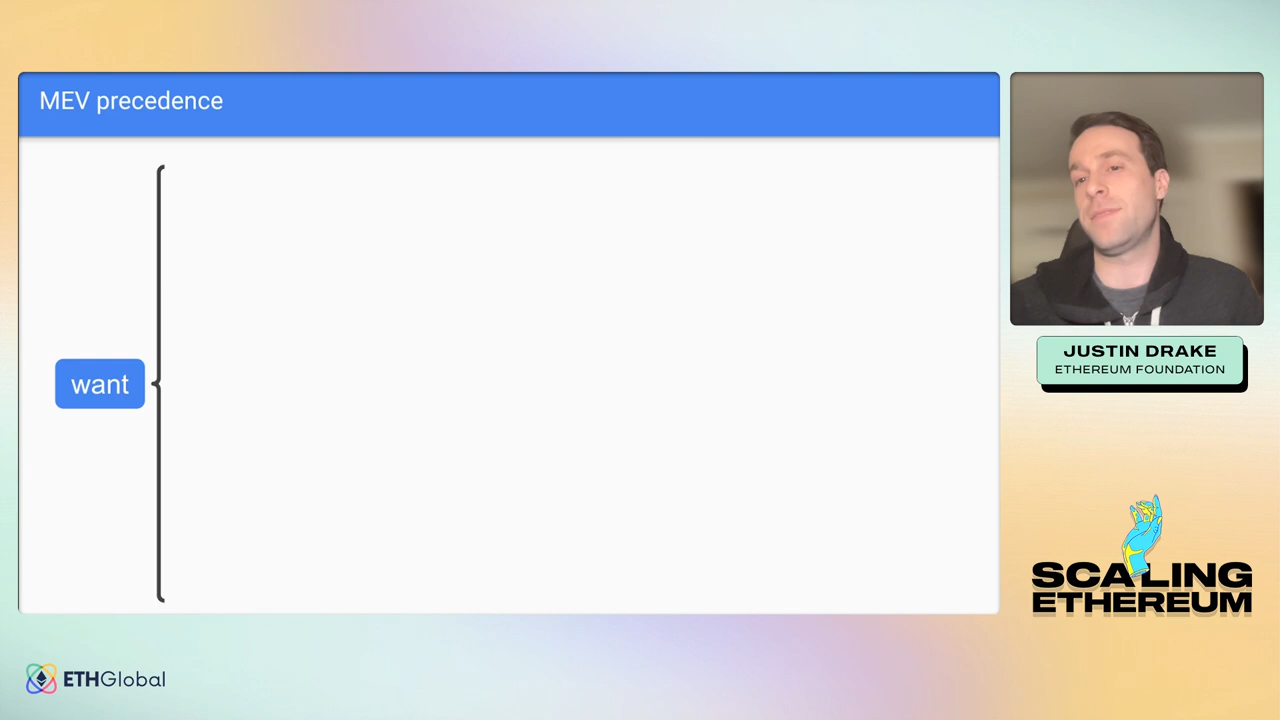 MEV precedence
want
JUSTIN DRAKE
ETHEREUM FOUNDATION
SCALING
ETHEREUM
ETHGlobal